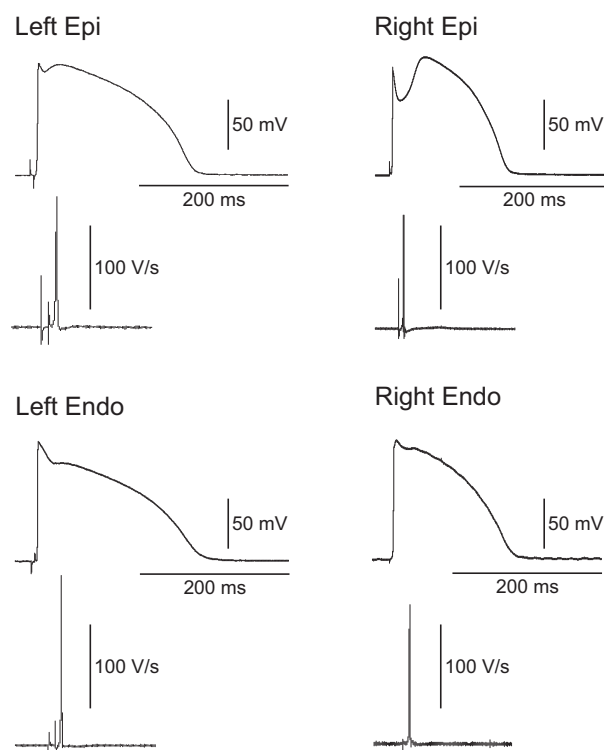 Left Epi
Right Epi
50 mV
50 mV
200 ms
200 ms
100 V/s
100 V/s
Left Endo
Right Endo
50 mV
50 mV
200 ms
200 ms
100 V/s
100 V/s